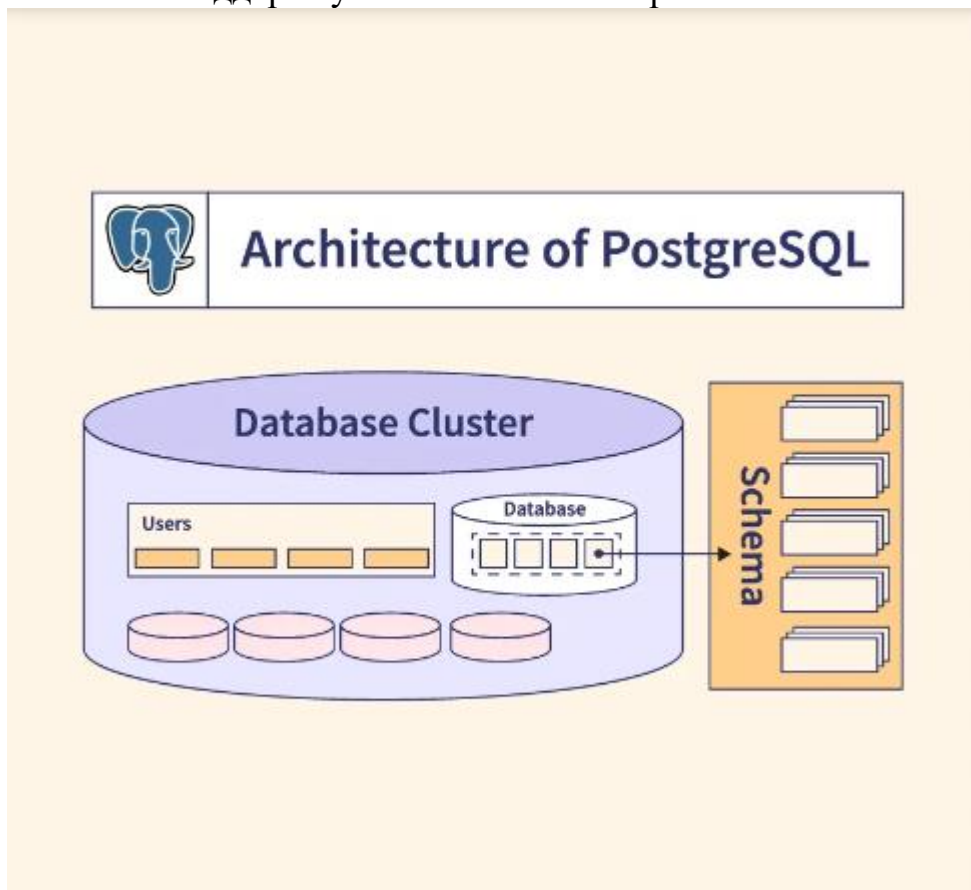 Architecture of PostgreSQL
Database Cluster
Users
Database
Schema